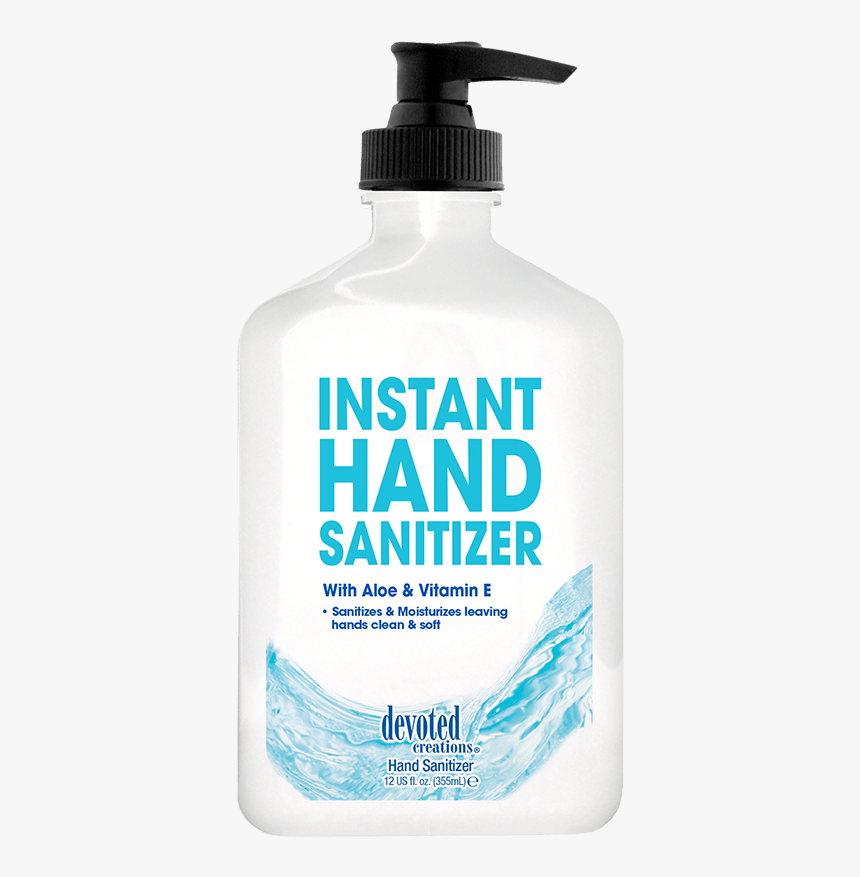 INSTANT
HAND
SANITIZER
With Aloe & Vitamin E
• Sanitizes & Moisturizes leaving
hands clean & soft
devoted
creations®
Hand Sanitizer
12 US fl. oz. (355mL)℮